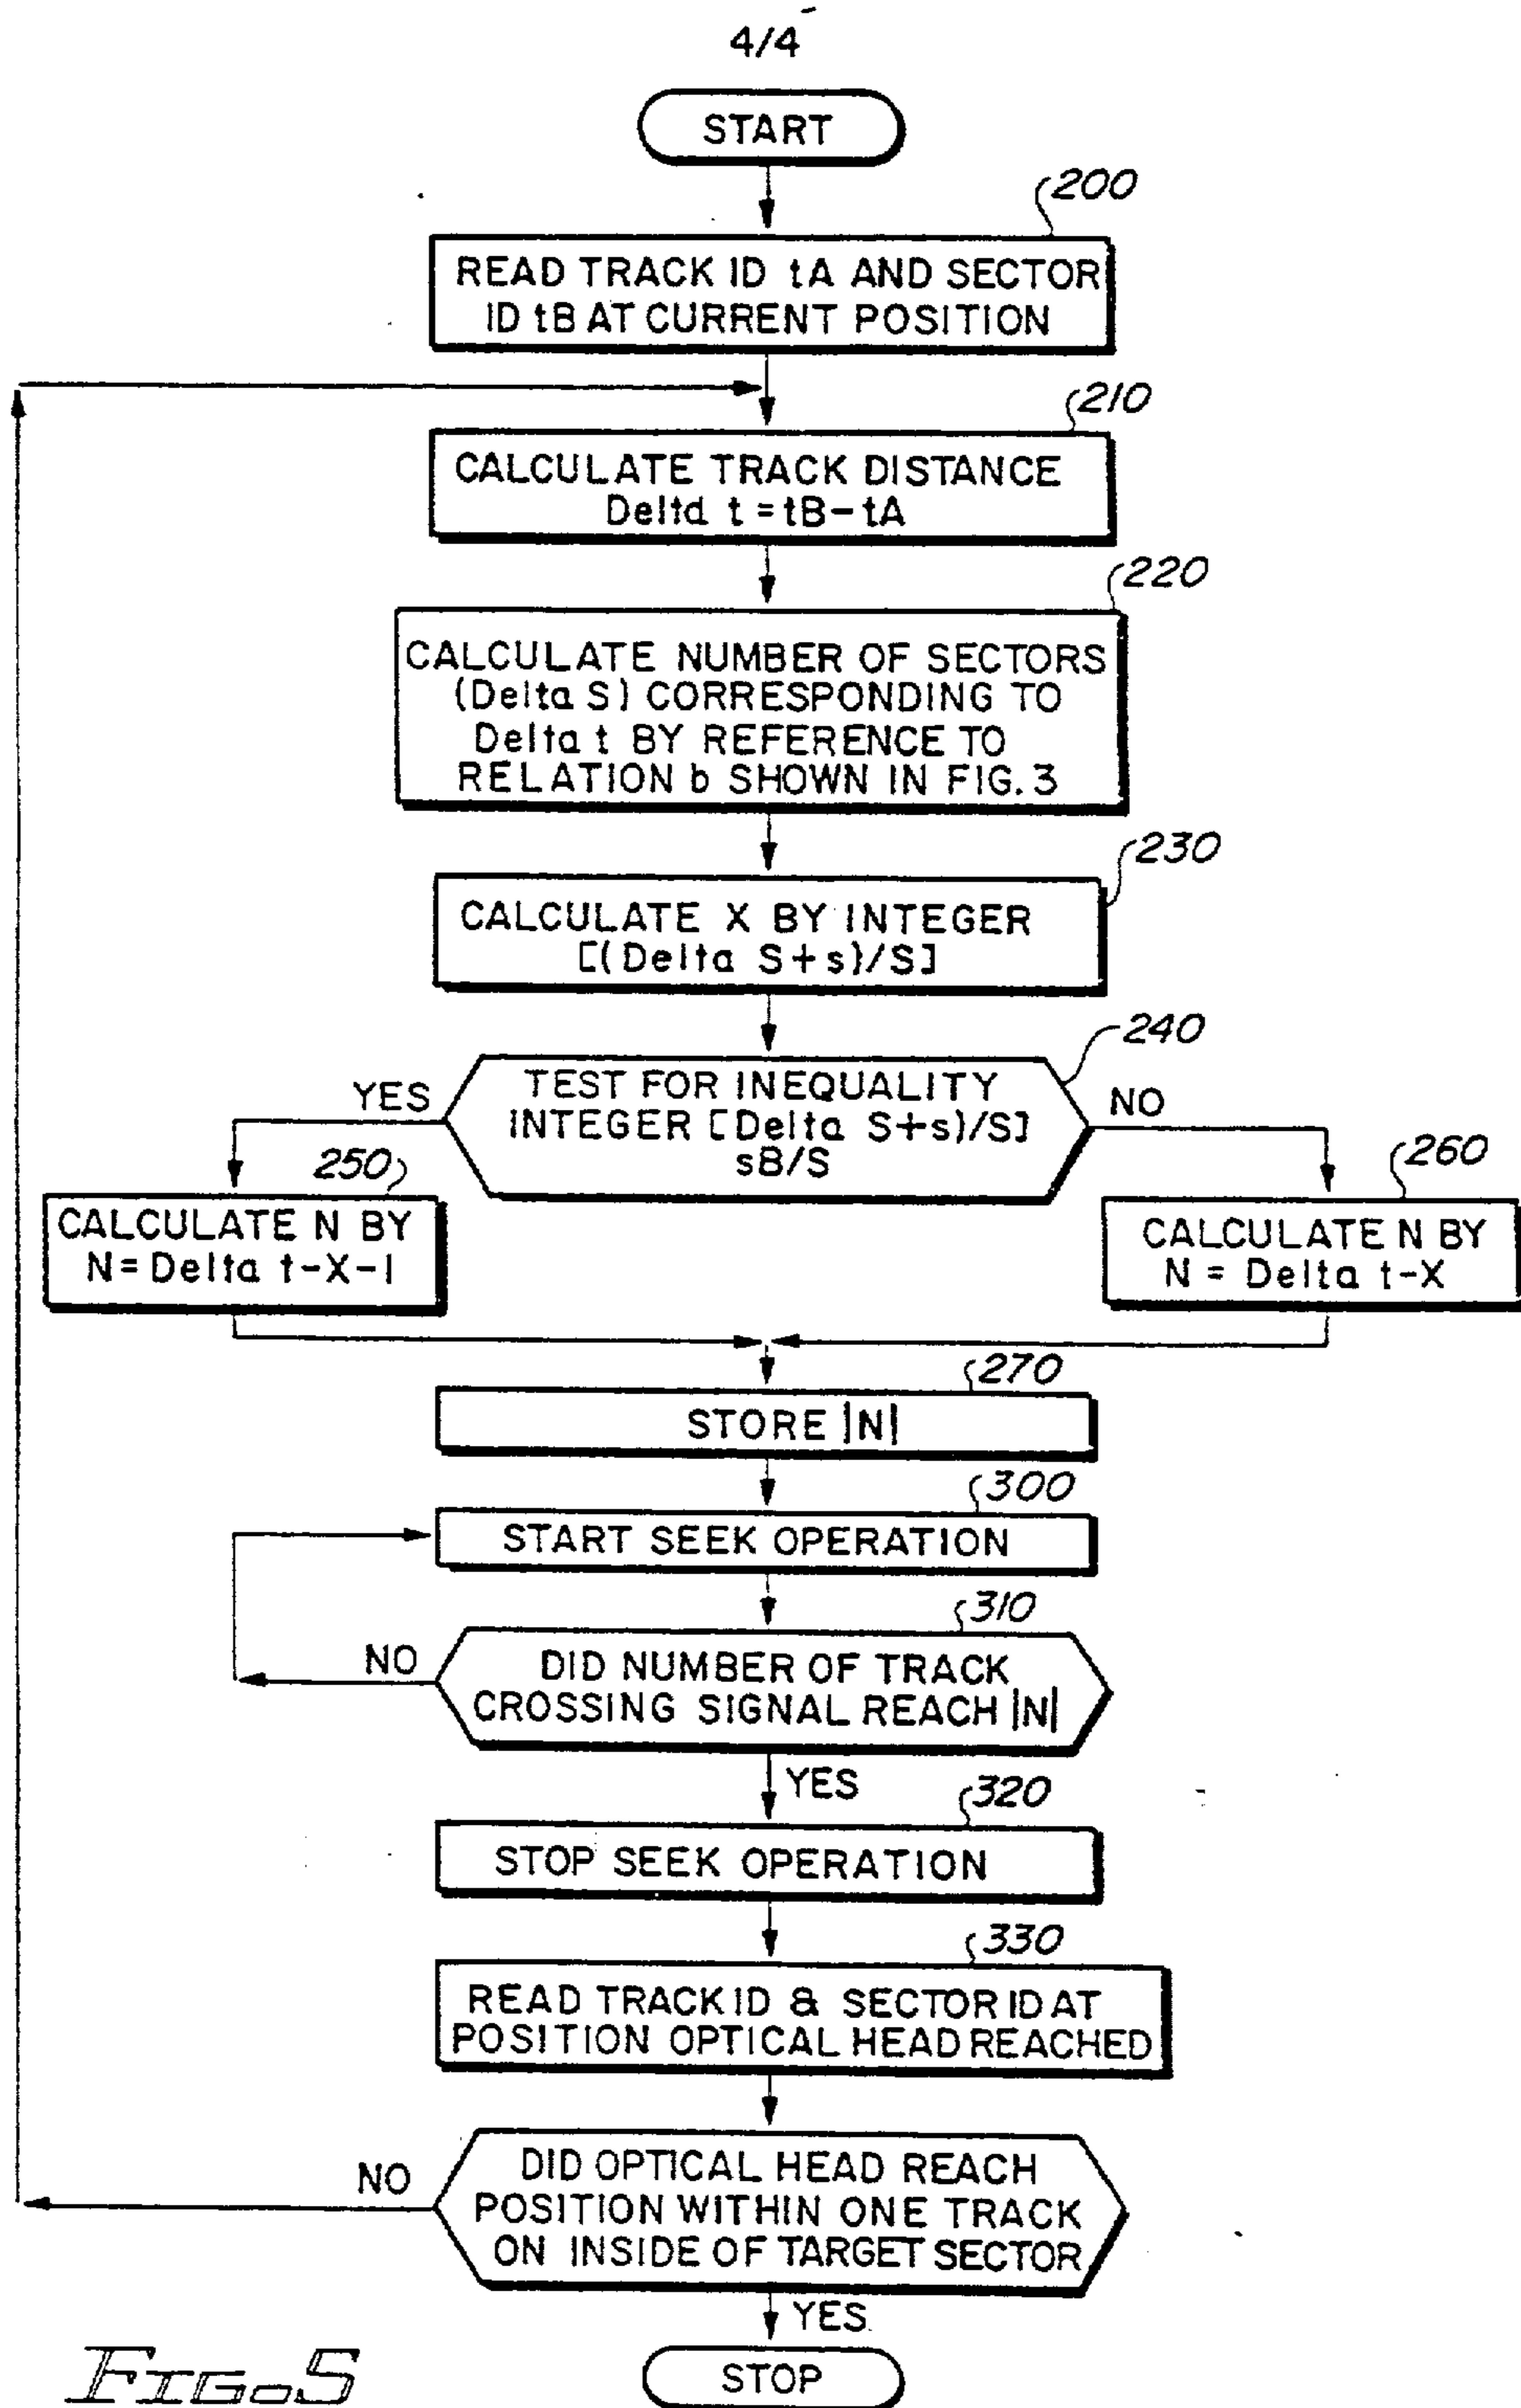 4/4
START
200
READ TRACK ID tA AND SECTOR
ID tB AT CURRENT POSITION
210
CALCULATE TRACK DISTANCE
Delta t = tB-tA
220
CALCULATE NUMBER OF SECTORS
(Delta S) CORRESPONDING TO
Delta t BY REFERENCE TO
RELATION b SHOWN IN FIG. 3
230
CALCULATE X BY INTEGER
[(Delta S+s)/S]
240
TEST FOR INEQUALITY
INTEGER [Delta S+s)/S]
sB/S
YES
NO
250
CALCULATE N BY
N= Delta t-X-1
260
CALCULATE N BY
N = Delta t-X
270
STORE |N|
300
START SEEK OPERATION
310
DID NUMBER OF TRACK
CROSSING SIGNAL REACH |N|
NO
YES
320
STOP SEEK OPERATION
330
READ TRACK ID & SECTOR ID AT
POSITION OPTICAL HEAD REACHED
DID OPTICAL HEAD REACH
POSITION WITHIN ONE TRACK
ON INSIDE OF TARGET SECTOR
NO
YES
STOP
FIG. 5